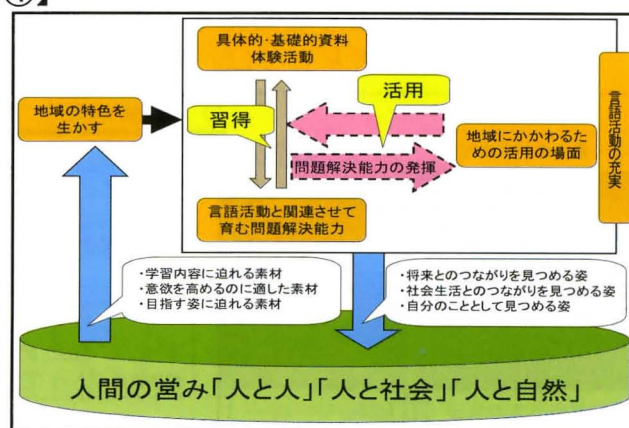 具体的・基礎的資料
体験活動
地域の特色を
生かす
習得
活用
問題解決能力の発揮
地域にかかわるた
めの活用の場面
言語活動の充実
言語活動と関連させて
育む問題解決能力
・学習内容に迫れる素材
・意欲を高めるのに適した素材
・目指す姿に迫れる素材
・将来とのつながりを見つめる姿
・社会生活とのつながりを見つめる姿
・自分のこととして見つめる姿
人間の営み「人と人」「人と社会」「人と自然」